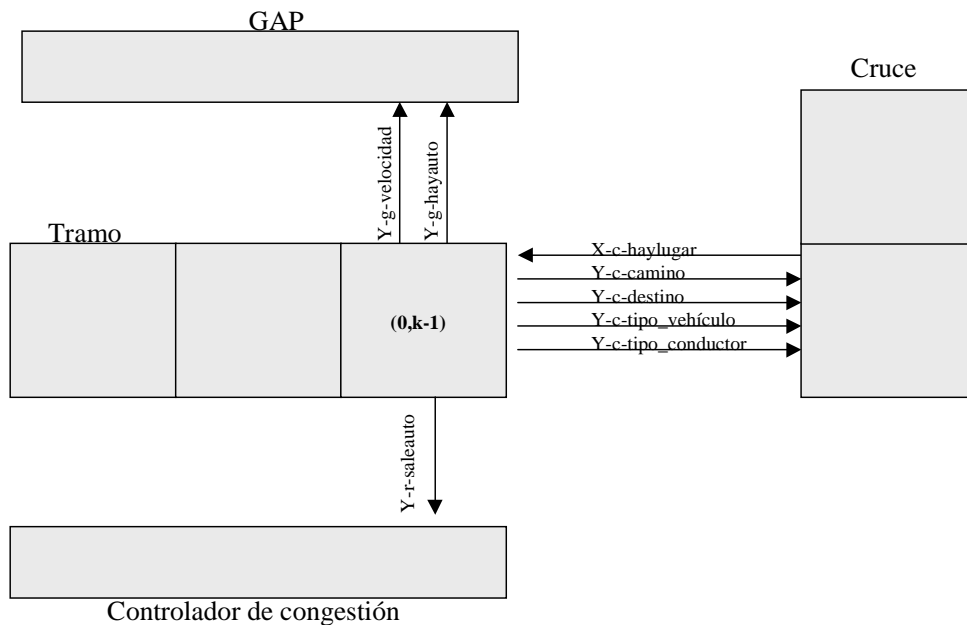 GAP
Cruce
Y-g-velocidad
Y-g-hayauto
Tramo
X-c-haylugar
Y-c-camino
Y-c-destino
(0,k-1)
Y-c-tipo_vehículo
Y-c-tipo_conductor
Y-r-saleauto
Controlador de congestión